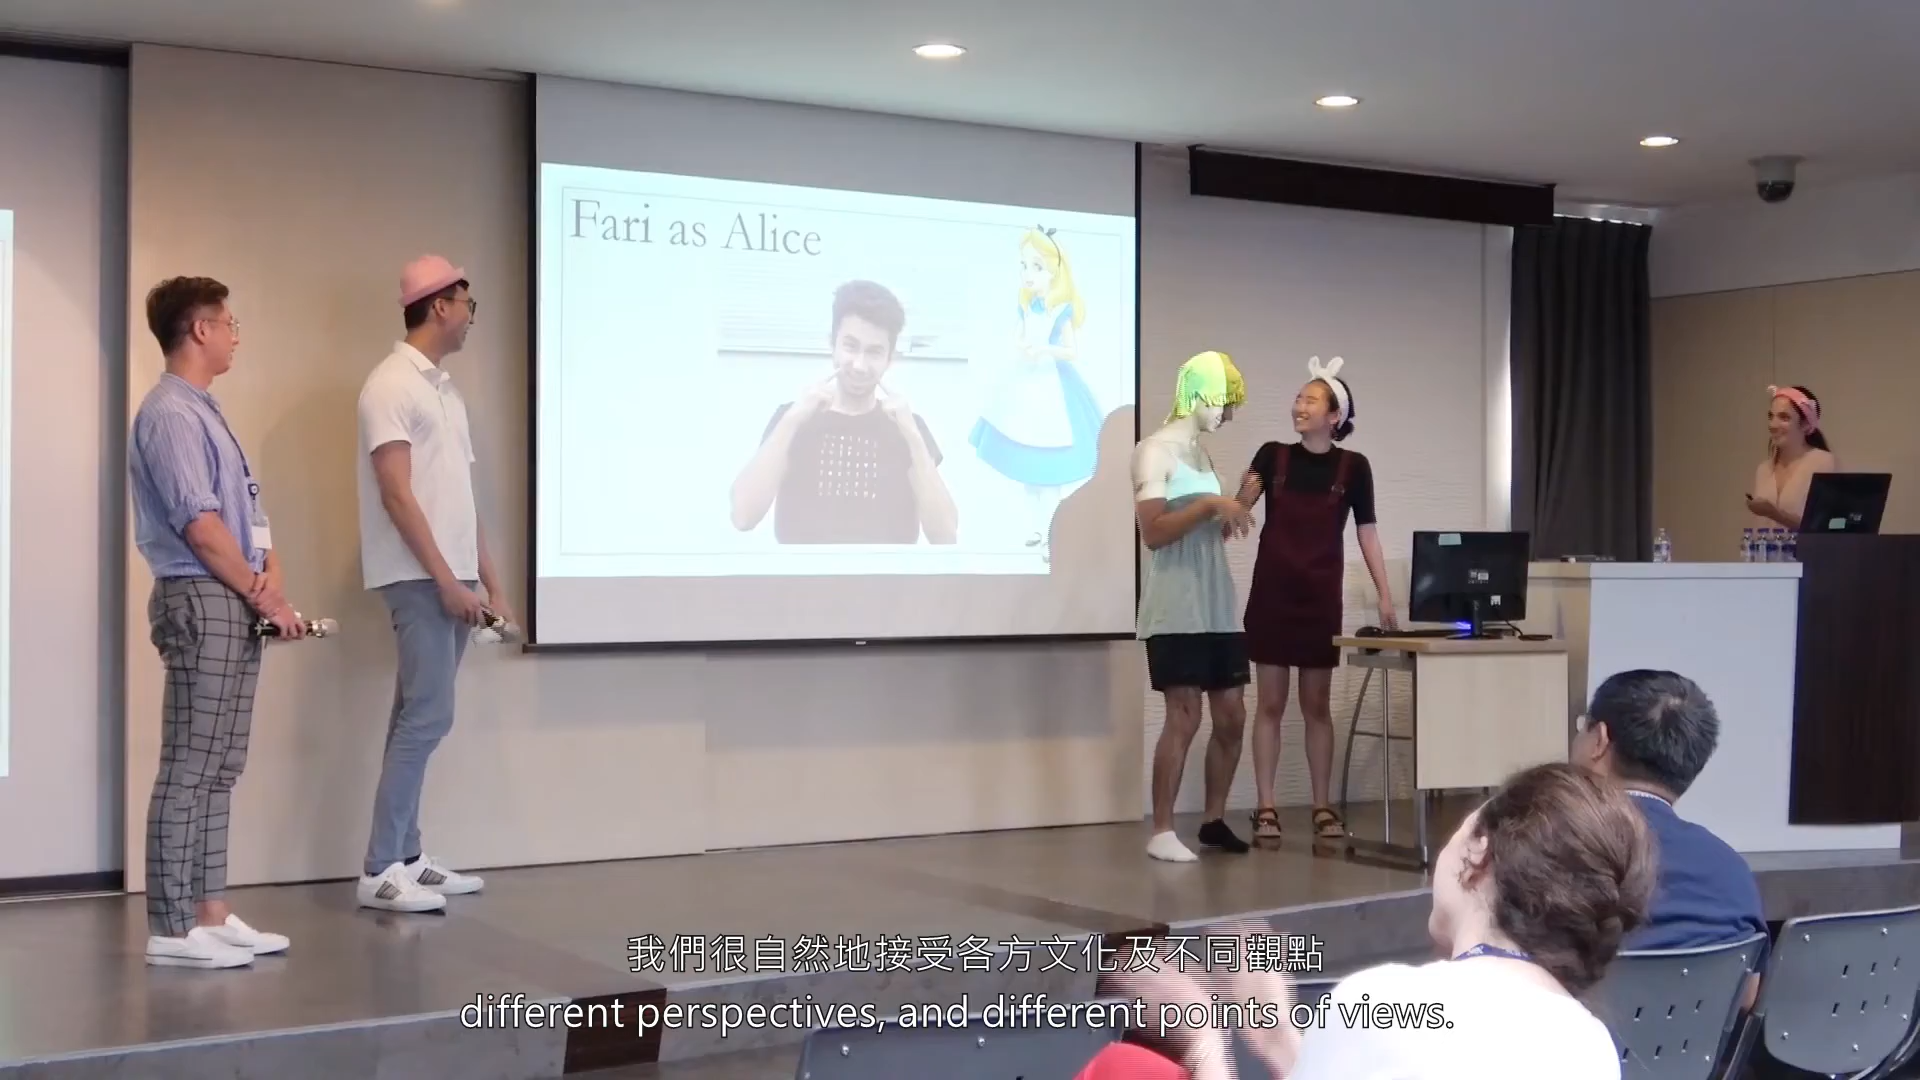 Fari as Alice
我們很自然地接受各方文化及不同觀點
different perspectives, and different points of views.